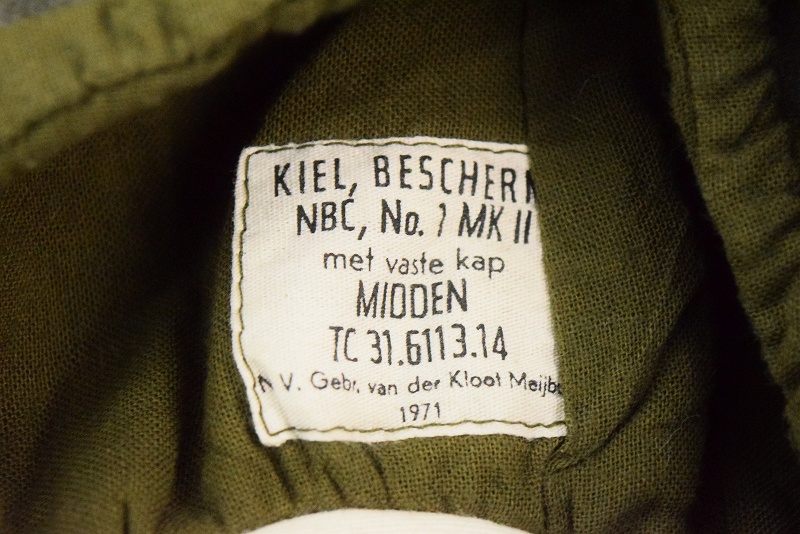 KIEL, BESCHERM
NBC, No. 1 MK II
met vaste kap
MIDDEN
TC 31.6113.14
N.V. Gebr. van der Kloot Meijb
1971